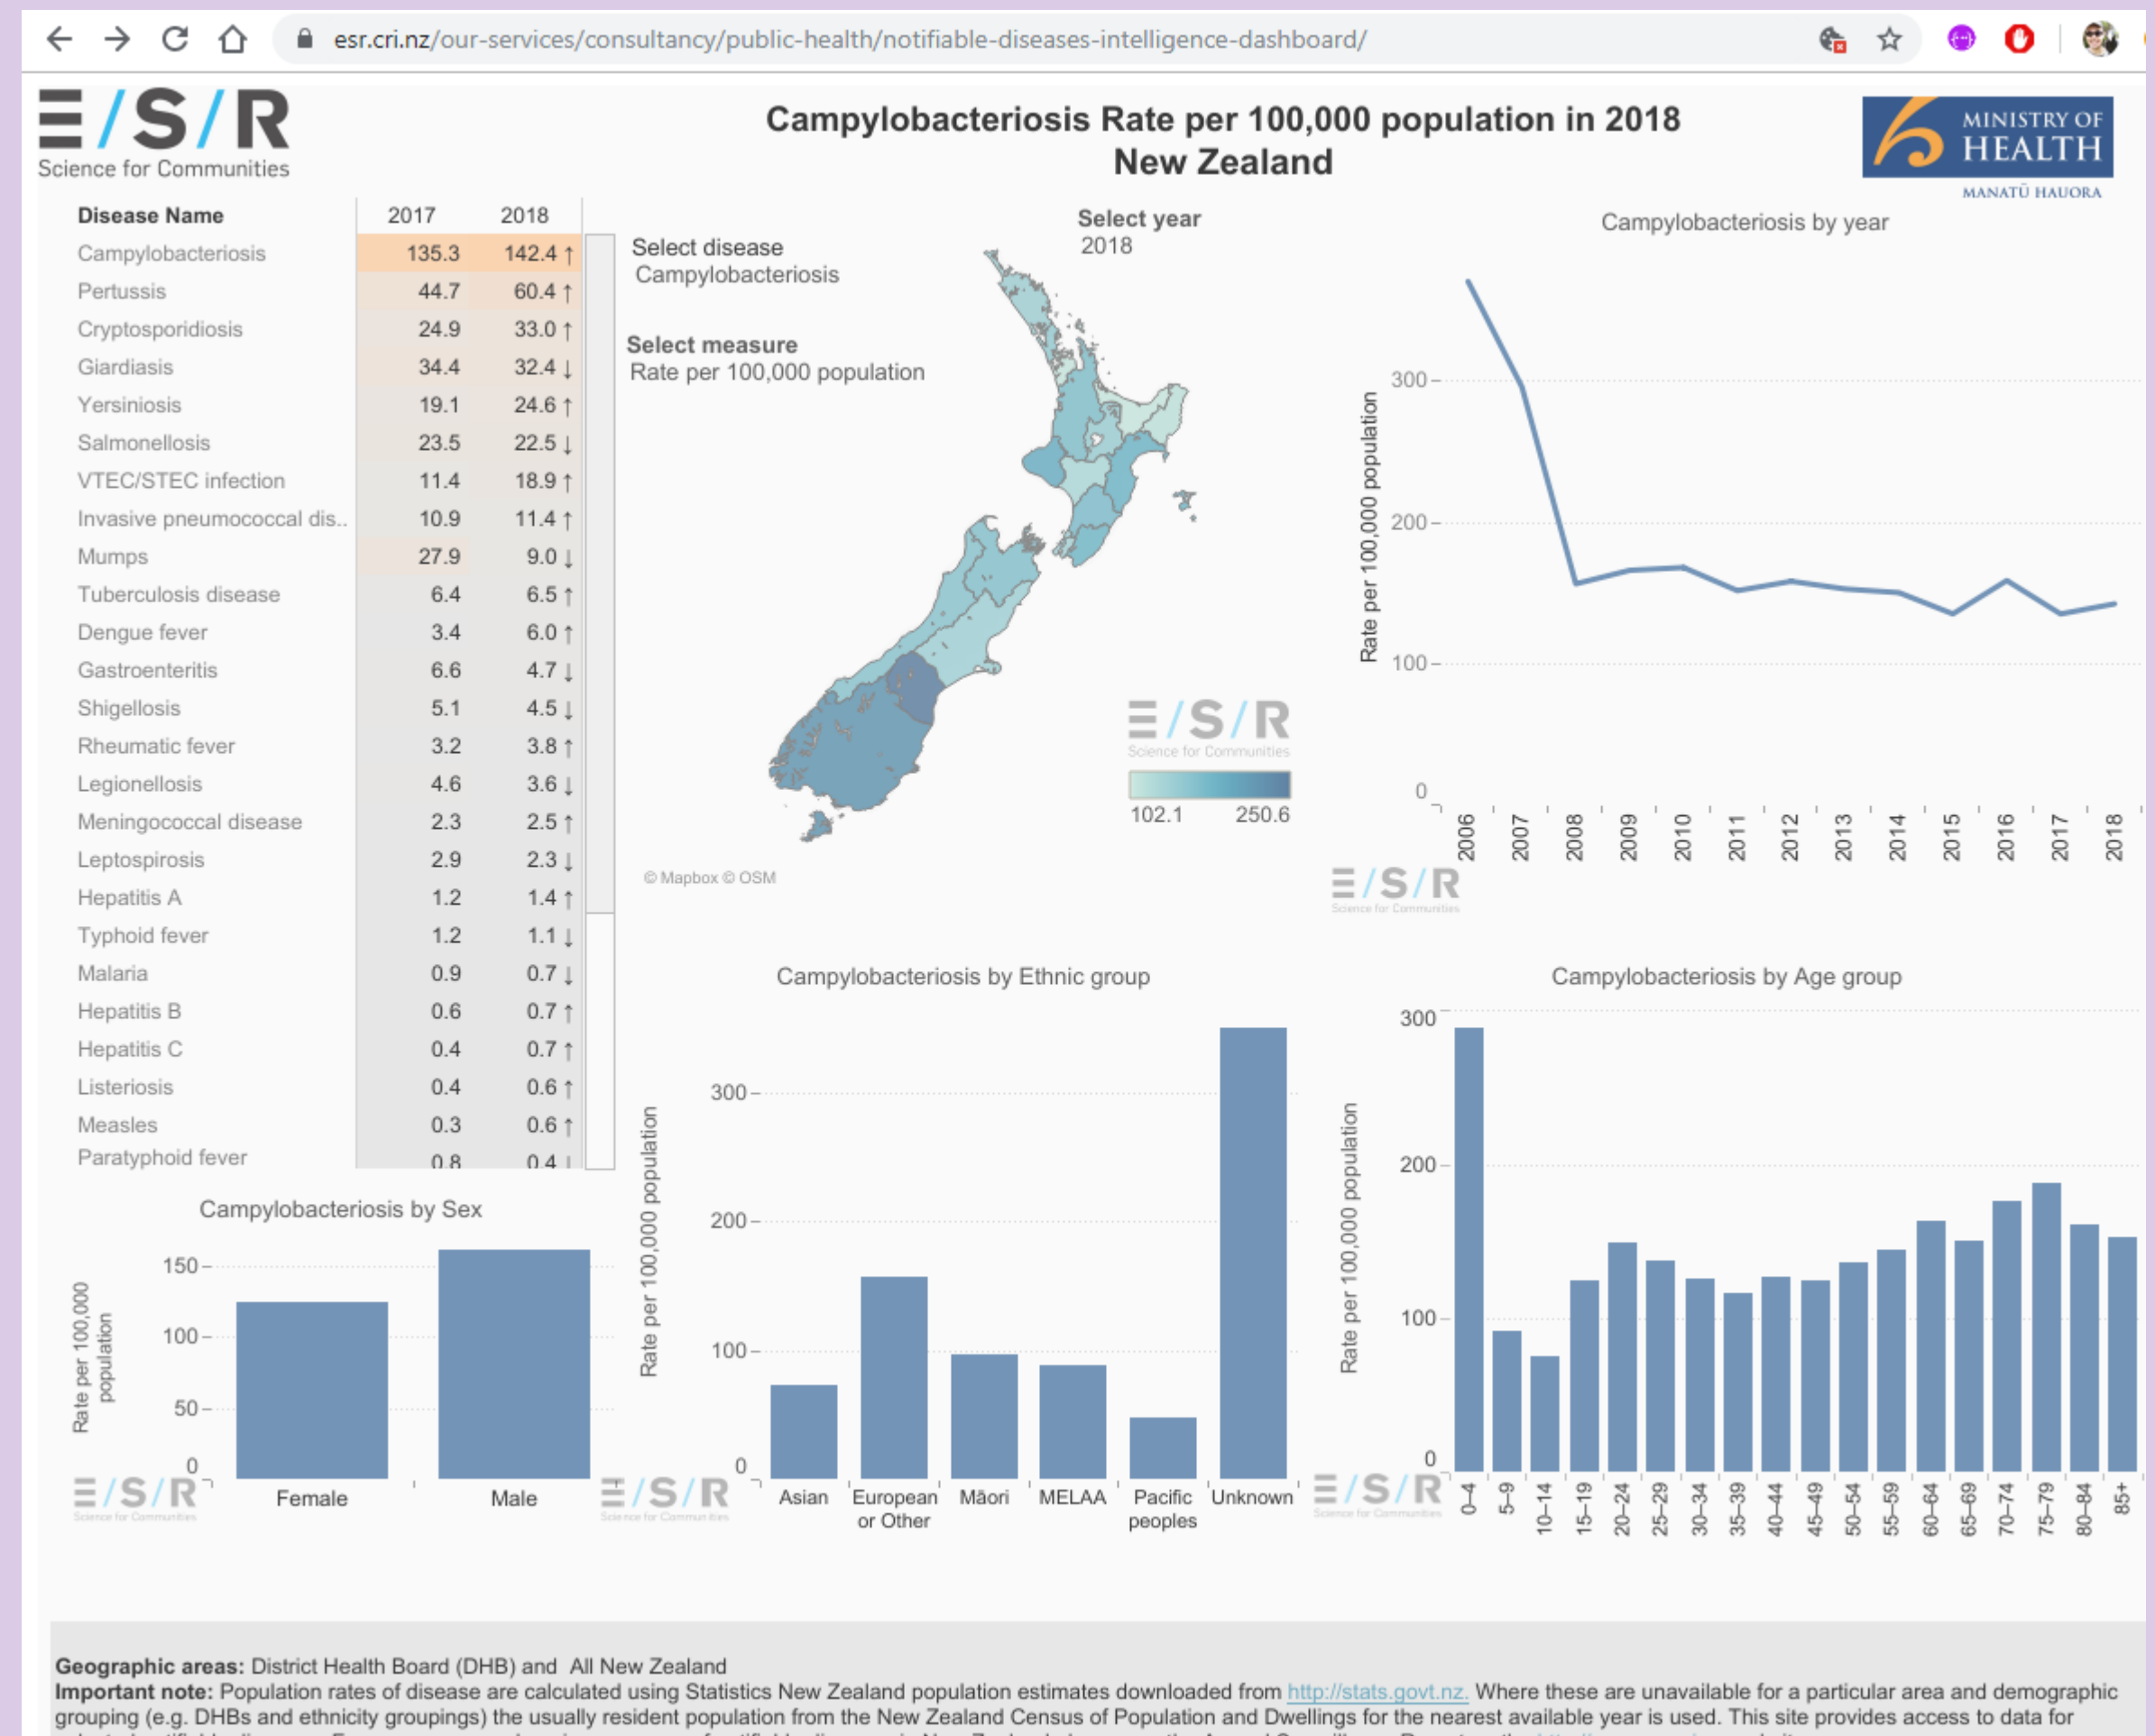 esr.cri.nz/our-services/consultancy/public-health/notifiable-diseases-intelligence-dashboard/
E/S/R
Science for Communities
Campylobacteriosis Rate per 100,000 population in 2018
New Zealand
MINISTRY OF
HEALTH
MANATŪ HAUORA
Disease Name 2017 2018
Campylobacteriosis 135.3 142.4 ↑
Pertussis 44.7 60.4 ↑
Cryptosporidiosis 24.9 33.0 ↑
Giardiasis 34.4 32.4 ↓
Yersiniosis 19.1 24.6 ↑
Salmonellosis 23.5 22.5 ↓
VTEC/STEC infection 11.4 18.9 ↑
Invasive pneumococcal dis.. 10.9 11.4 ↑
Mumps 27.9 9.0 ↓
Tuberculosis disease 6.4 6.5 ↑
Dengue fever 3.4 6.0 ↑
Gastroenteritis 6.6 4.7 ↓
Shigellosis 5.1 4.5 ↓
Rheumatic fever 3.2 3.8 ↑
Legionellosis 4.6 3.6 ↓
Meningococcal disease 2.3 2.5 ↑
Leptospirosis 2.9 2.3 ↓
Hepatitis A 1.2 1.4 ↑
Typhoid fever 1.2 1.1 ↓
Malaria 0.9 0.7 ↓
Hepatitis B 0.6 0.7 ↑
Hepatitis C 0.4 0.7 ↑
Listeriosis 0.4 0.6 ↑
Measles 0.3 0.6 ↑
Paratyphoid fever 0.8 0.4
Select disease
Campylobacteriosis
Select year
2018
Select measure
Rate per 100,000 population
E/S/R
Science for Communities
102.1 250.6
© Mapbox © OSM
Campylobacteriosis by year
Rate per 100,000 population
300
200
100
0
2006 2007 2008 2009 2010 2011 2012 2013 2014 2015 2016 2017 2018
E/S/R
Science for Communities
Campylobacteriosis by Sex
Rate per 100,000
population
150
100
50
0
Female Male
E/S/R
Science for Communities
Campylobacteriosis by Ethnic group
Rate per 100,000 population
300
200
100
0
Asian European or Other Māori MELAA Pacific peoples Unknown
E/S/R
Science for Communities
Campylobacteriosis by Age group
Rate per 100,000 population
300
200
100
0
0–4 5–9 10–14 15–19 20–24 25–29 30–34 35–39 40–44 45–49 50–54 55–59 60–64 65–69 70–74 75–79 80–84 85+
E/S/R
Science for Communities
Geographic areas: District Health Board (DHB) and All New Zealand
Important note: Population rates of disease are calculated using Statistics New Zealand population estimates downloaded from http://stats.govt.nz. Where these are unavailable for a particular area and demographic
grouping (e.g. DHBs and ethnicity groupings) the usually resident population from the New Zealand Census of Population and Dwellings for the nearest available year is used. This site provides access to data for